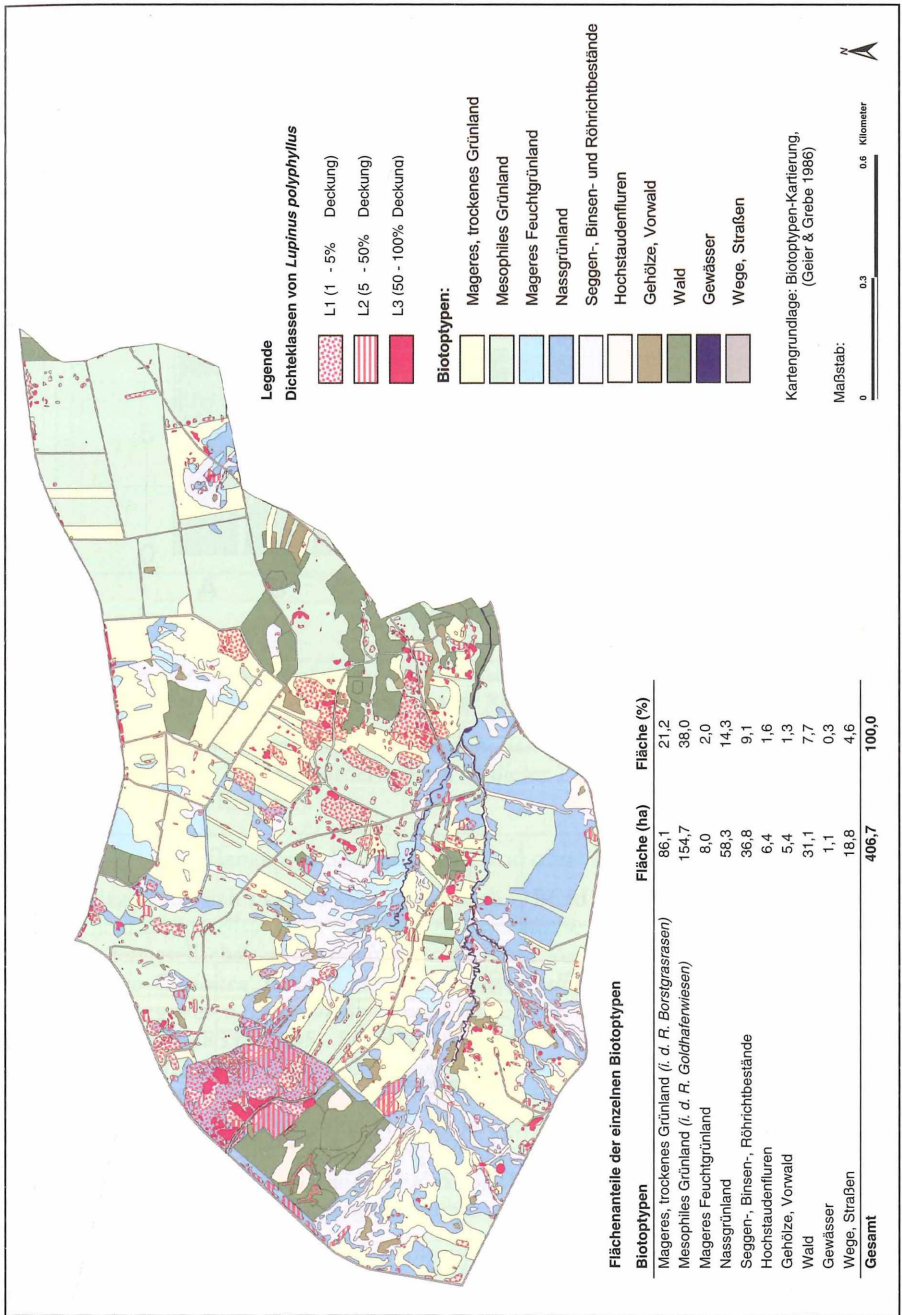 Legende
Dichteklassen von Lupinus polyphyllus
L1 (1 - 5% Deckung)
L2 (5 - 50% Deckung)
L3 (50 - 100% Deckung)
Biotoptypen:
Mageres, trockenes Grünland
Mesophiles Grünland
Mageres Feuchtgrünland
Nassgrünland
Seggen-, Binsen- und Röhrichtbestände
Hochstaudenfluren
Gehölze, Vorwald
Wald
Gewässer
Wege, Straßen
Kartengrundlage: Biotoptypen-Kartierung,
(Geier & Grebe 1986)
Maßstab:
0 0.3 0.6 Kilometer
N
Flächenanteile der einzelnen Biotoptypen
Biotoptypen Fläche (ha) Fläche (%)
Mageres, trockenes Grünland (i. d. R. Borstgrasrasen) 86,1 21,2
Mesophiles Grünland (i. d. R. Goldhaferwiesen) 154,7 38,0
Mageres Feuchtgrünland 8,0 2,0
Nassgrünland 58,3 14,3
Seggen-, Binsen-, Röhrichtbestände 36,8 9,1
Hochstaudenfluren 6,4 1,6
Gehölze, Vorwald 5,4 1,3
Wald 31,1 7,7
Gewässer 1,1 0,3
Wege, Straßen 18,8 4,6
Gesamt 406,7 100,0